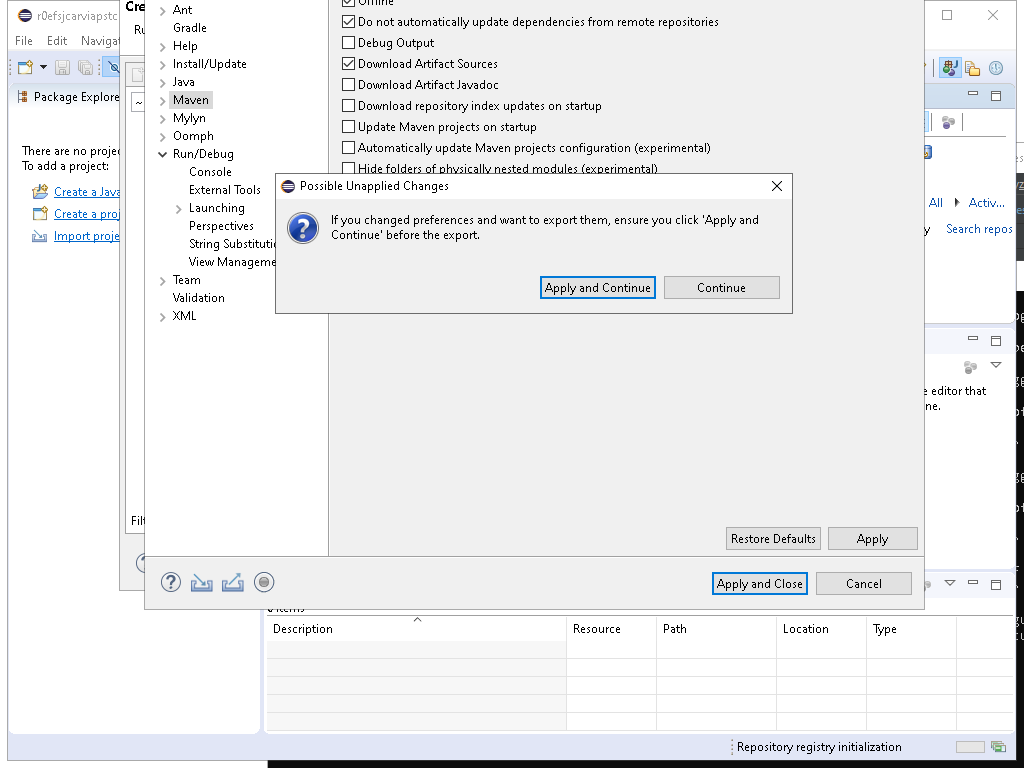 r0efsjcarviapstc
File Edit Navigat
Package Explore
There are no projec
To add a project:
Create a Java
Create a proj
Import proje
Cre
Ru
~
Filt
Ant
Gradle
Help
Install/Update
Java
Maven
Mylyn
Oomph
Run/Debug
Console
External Tools
Launching
Perspectives
String Substituti
View Manageme
Team
Validation
XML
Offline
Do not automatically update dependencies from remote repositories
Debug Output
Download Artifact Sources
Download Artifact Javadoc
Download repository index updates on startup
Update Maven projects on startup
Automatically update Maven projects configuration (experimental)
Hide folders of physically nested modules (experimental)
Possible Unapplied Changes
If you changed preferences and want to export them, ensure you click 'Apply and
Continue' before the export.
Apply and Continue Continue
Restore Defaults Apply
Apply and Close Cancel
All Activ...
y Search repos
e editor that
ne.
Description Resource Path Location Type
Repository registry initialization